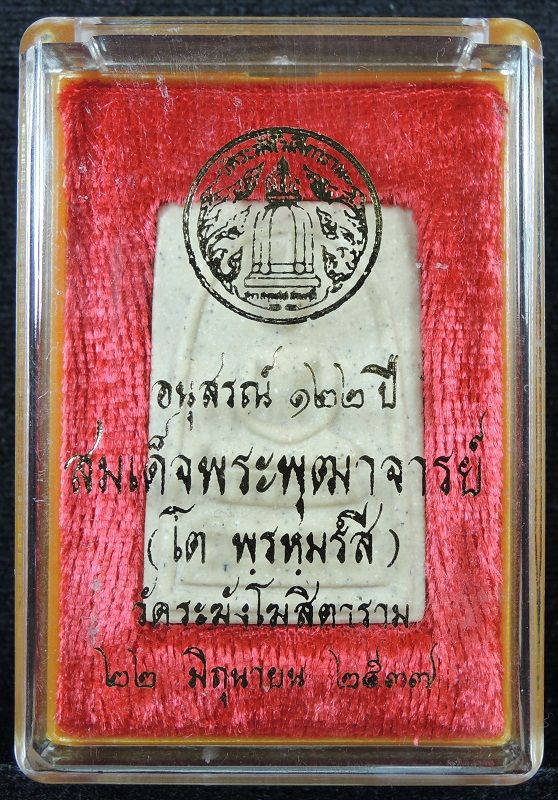 อนุสรณ์ ๑๒๒ ปี
สมเด็จพระพุฒาจารย์
(โต พฺรหฺมรํสี)
วัดระฆังโฆสิตาราม
๒๒ มิถุนายน ๒๕๓๗